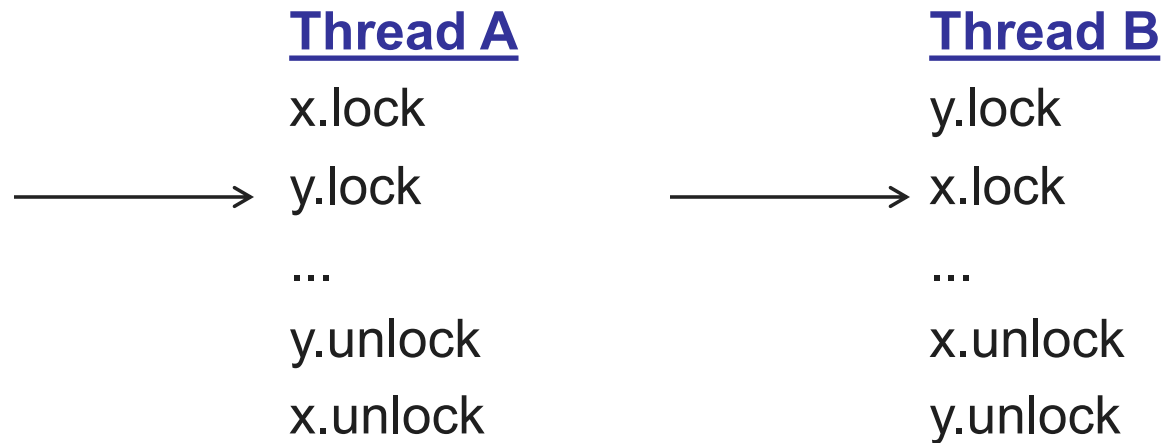 Thread A
x.lock
y.lock
...
y.unlock
x.unlock
Thread B
y.lock
x.lock
...
x.unlock
y.unlock